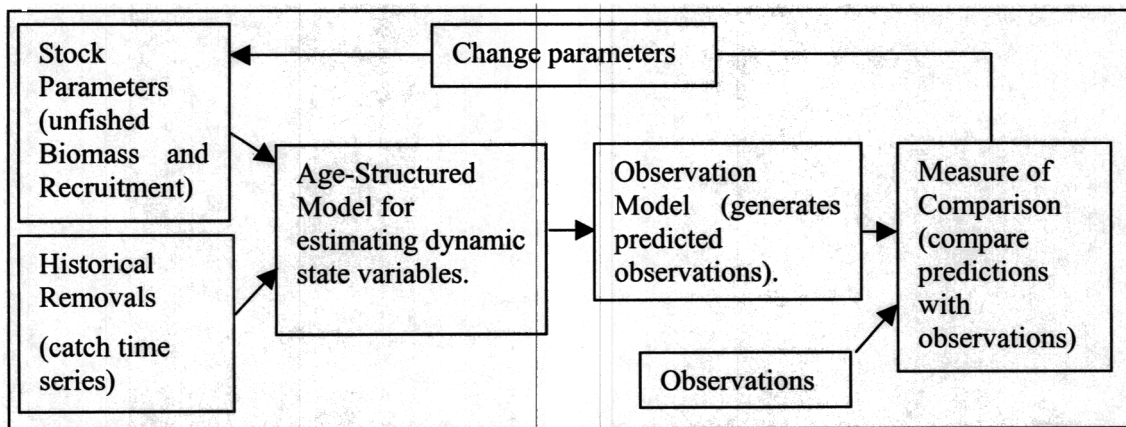 Stock
Parameters
(unfished
Biomass and
Recruitment)
Change parameters
Historical
Removals
(catch time
series)
Age-Structured
Model for
estimating dynamic
state variables.
Observation
Model (generates
predicted
observations).
Measure of
Comparison
(compare
predictions
with
observations)
Observations